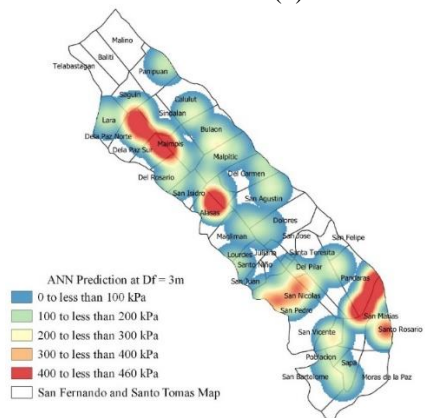 Malino
Baliti
Telabastagan
Panipuan
Saguin
Calulut
Sindalan
Lara
Bulaon
Dela Paz Norte
Maimpis
Dela Paz Sur
Malpitic
Del Rosario
Del Carmen
San Isidro
San Agustin
Alasas
Dolores
Magliman
San Jose
San Felipe
Lourdes
Juliana
Santa Teresita
Santo Niño
Del Pilar
Pandaras
San Juan
San Nicolas
San Pedro
San Matias
Santo Rosario
San Vicente
Poblacion
Sapa
San Bartolome
Moras de la Paz
ANN Prediction at Df = 3m
0 to less than 100 kPa
100 to less than 200 kPa
200 to less than 300 kPa
300 to less than 400 kPa
400 to less than 460 kPa
San Fernando and Santo Tomas Map